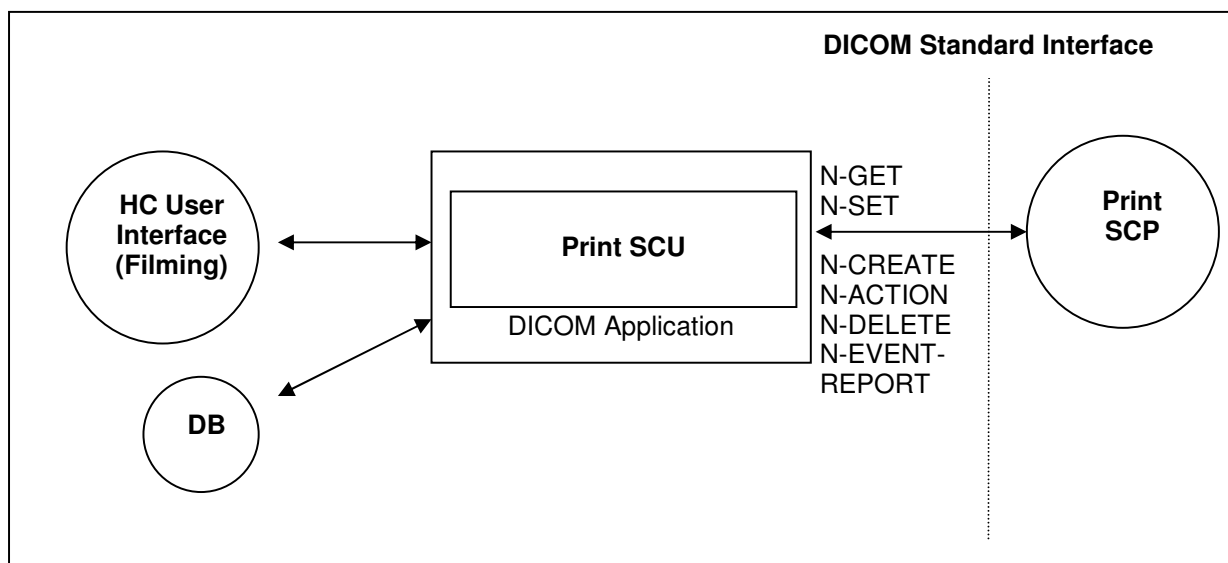 DICOM Standard Interface
HC User
Interface
(Filming)
DB
Print SCU
DICOM Application
N-GET
N-SET
N-CREATE
N-ACTION
N-DELETE
N-EVENT-
REPORT
Print
SCP